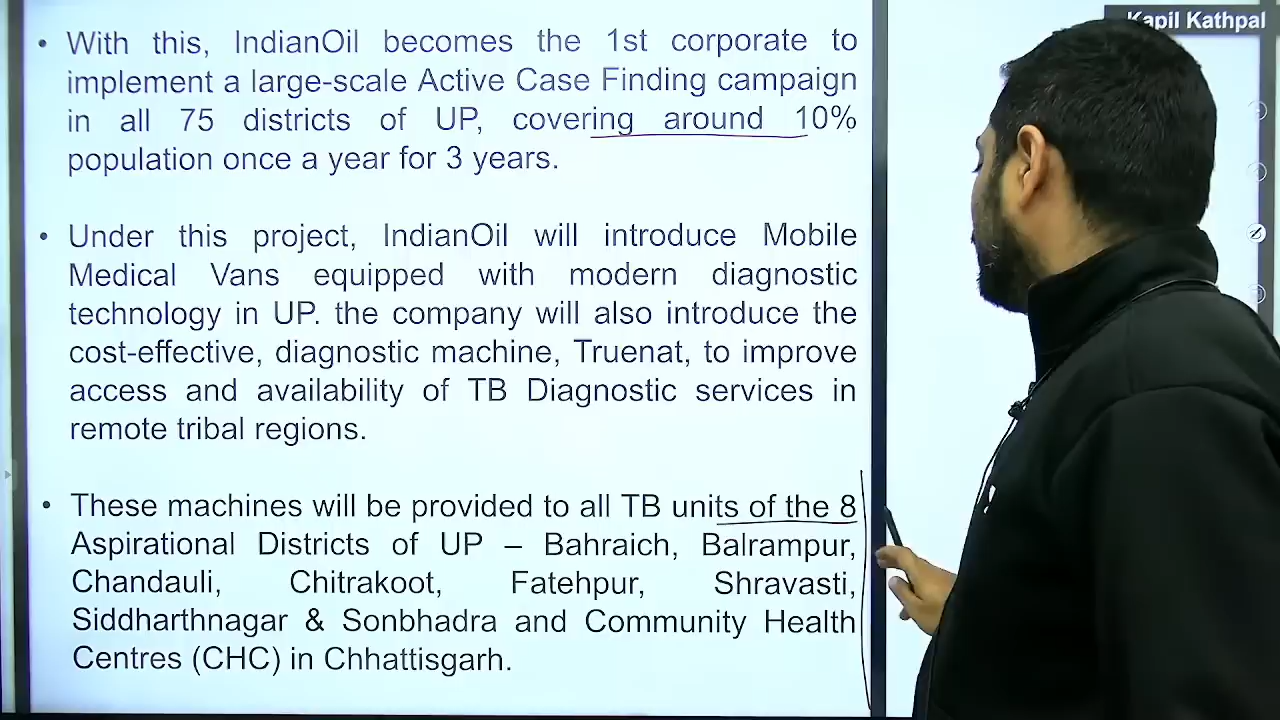 Kapil Kathpal
• With this, IndianOil becomes the 1st corporate to
implement a large-scale Active Case Finding campaign
in all 75 districts of UP, covering around 10%
population once a year for 3 years.
• Under this project, IndianOil will introduce Mobile
Medical Vans equipped with modern diagnostic
technology in UP. the company will also introduce the
cost-effective, diagnostic machine, Truenat, to improve
access and availability of TB Diagnostic services in
remote tribal regions.
• These machines will be provided to all TB units of the 8
Aspirational Districts of UP – Bahraich, Balrampur,
Chandauli, Chitrakoot, Fatehpur, Shravasti,
Siddharthnagar & Sonbhadra and Community Health
Centres (CHC) in Chhattisgarh.